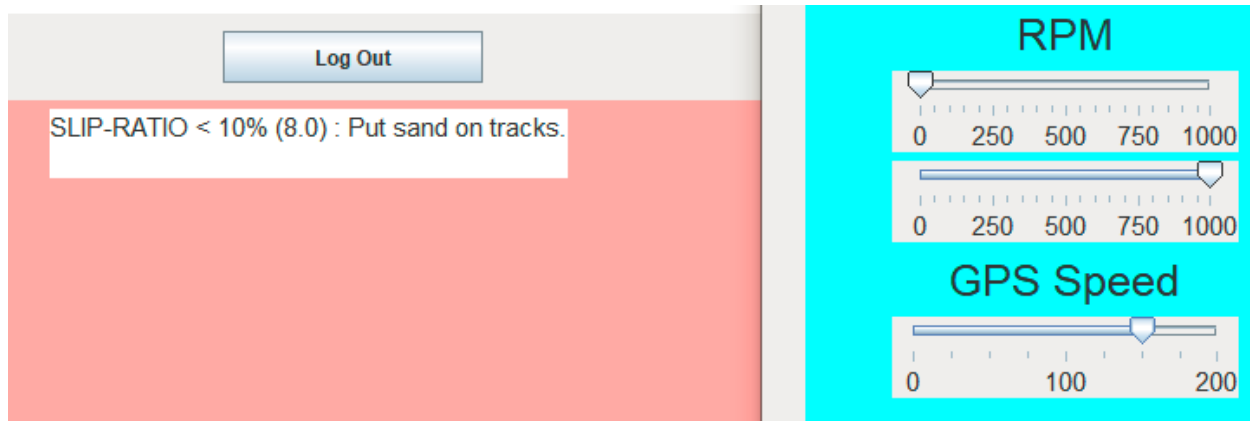 Log Out
SLIP-RATIO < 10% (8.0) : Put sand on tracks.
RPM
0 250 500 750 1000
0 250 500 750 1000
GPS Speed
0 100 200